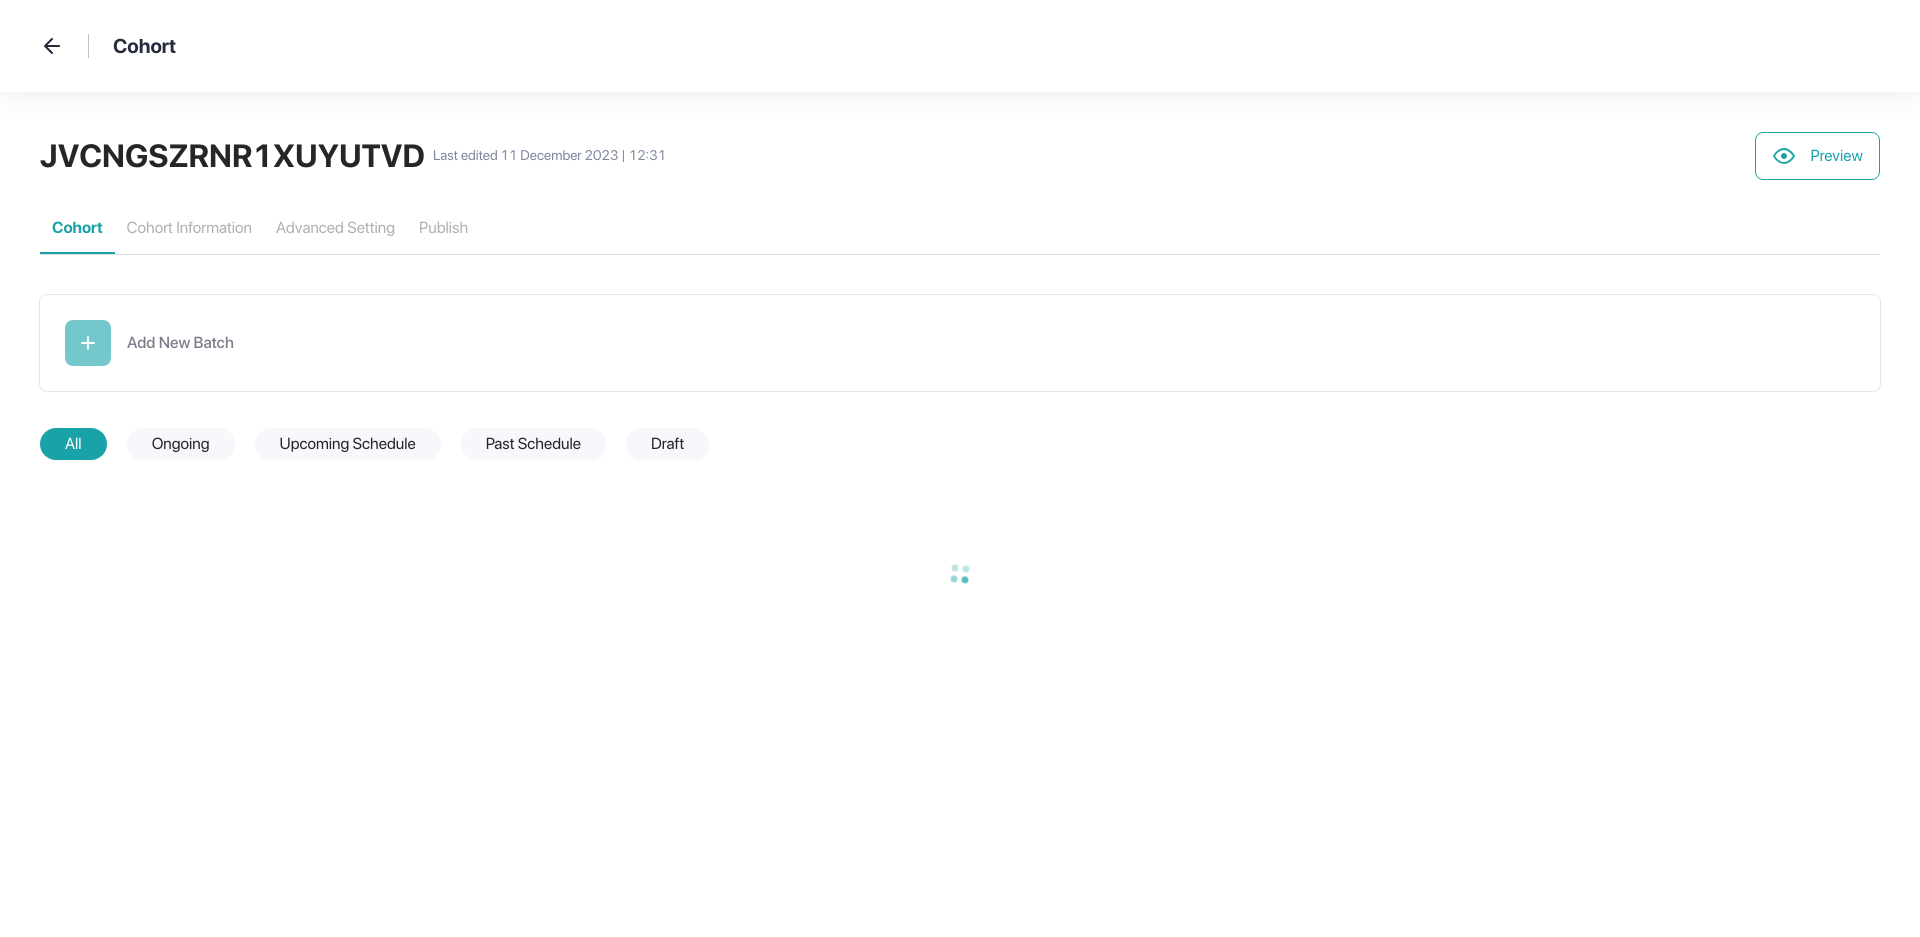 Cohort
JVCNGSZRNR1XUYUTVD Last edited 11 December 2023 | 12:31
Preview
Cohort Cohort Information Advanced Setting Publish
Add New Batch
All Ongoing Upcoming Schedule Past Schedule Draft